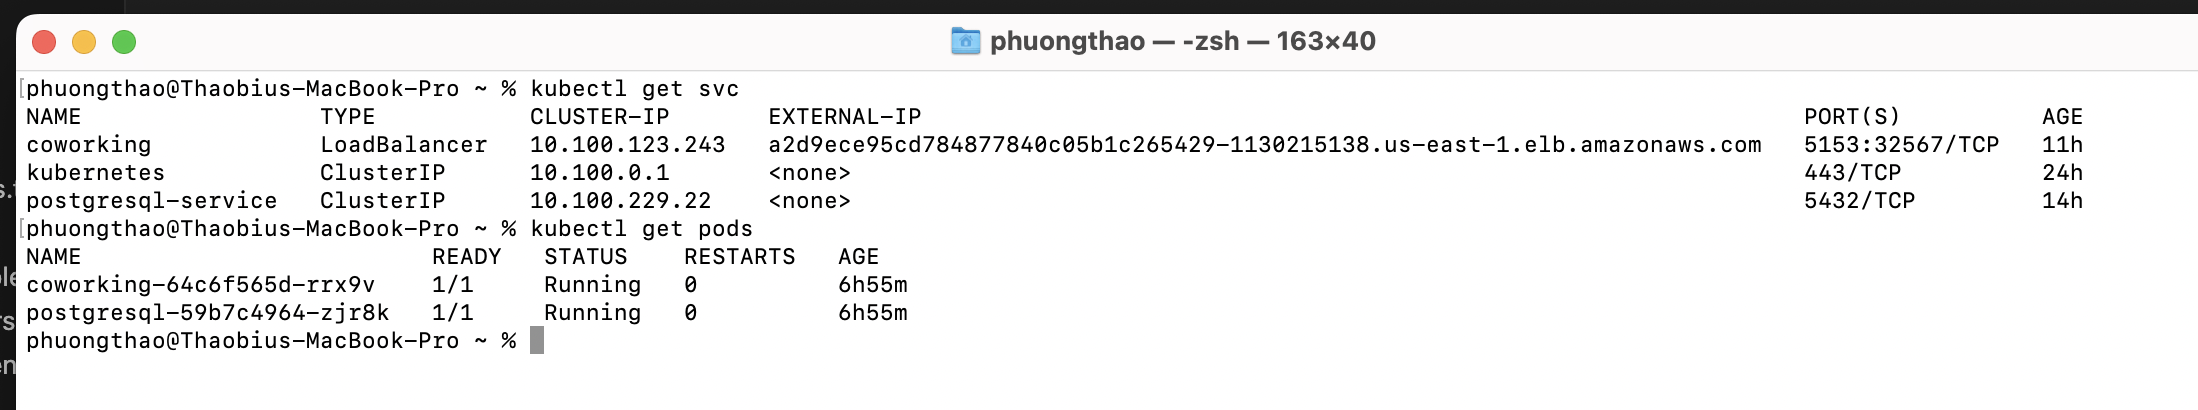 phuongthao — -zsh — 163×40
phuongthao@Thaobius-MacBook-Pro ~ % kubectl get svc
NAME TYPE CLUSTER-IP EXTERNAL-IP PORT(S) AGE
coworking LoadBalancer 10.100.123.243 a2d9ece95cd784877840c05b1c265429-1130215138.us-east-1.elb.amazonaws.com 5153:32567/TCP 11h
kubernetes ClusterIP 10.100.0.1 <none> 443/TCP 24h
postgresql-service ClusterIP 10.100.229.22 <none> 5432/TCP 14h
phuongthao@Thaobius-MacBook-Pro ~ % kubectl get pods
NAME READY STATUS RESTARTS AGE
coworking-64c6f565d-rrx9v 1/1 Running 0 6h55m
postgresql-59b7c4964-zjr8k 1/1 Running 0 6h55m
phuongthao@Thaobius-MacBook-Pro ~ %